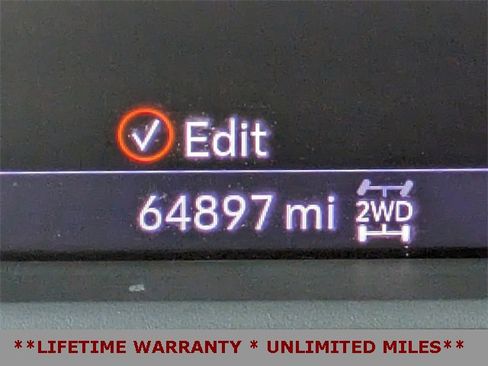 Edit
64897 mi 2WD
**LIFETIME WARRANTY * UNLIMITED MILES**